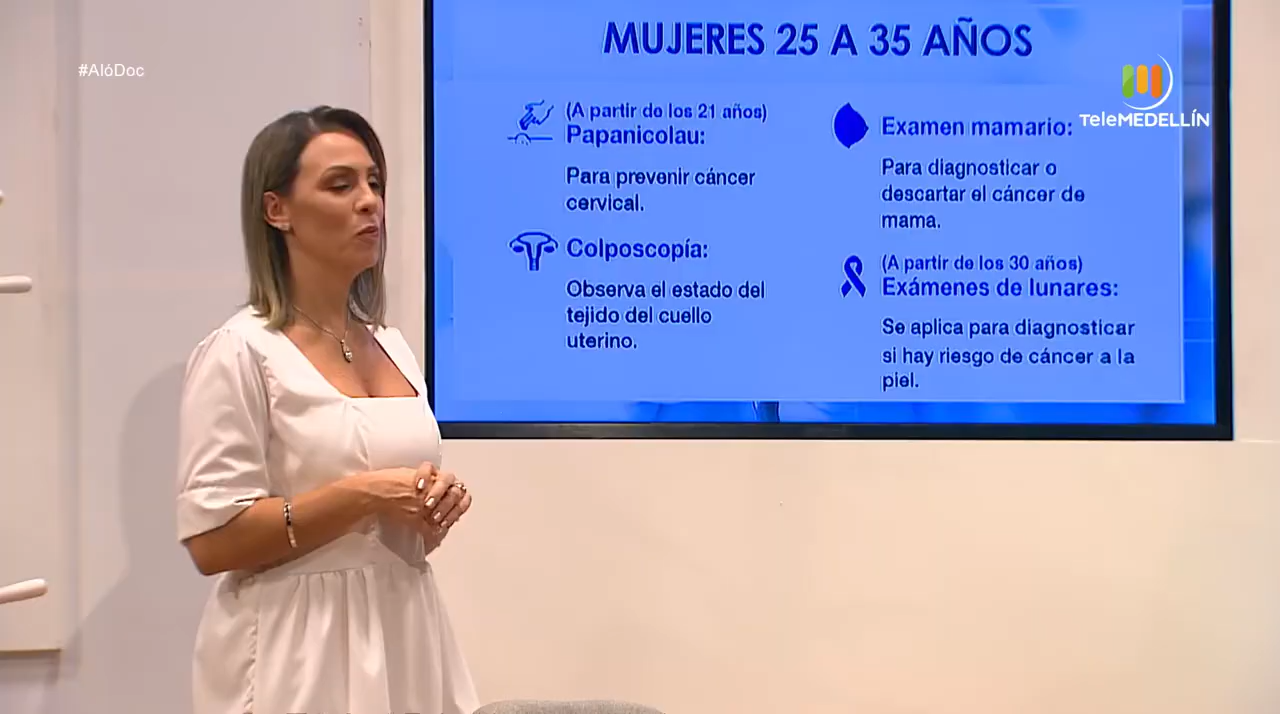 #AlóDoc
MUJERES 25 A 35 AÑOS
(A partir de los 21 años)
Papanicolau:
Para prevenir cáncer
cervical.
Colposcopía:
Observa el estado del
tejido del cuello
uterino.
Examen mamario:
Para diagnosticar o
descartar el cáncer de
mama.
(A partir de los 30 años)
Exámenes de lunares:
Se aplica para diagnosticar
si hay riesgo de cáncer a la
piel.
TeleMEDELLÍN